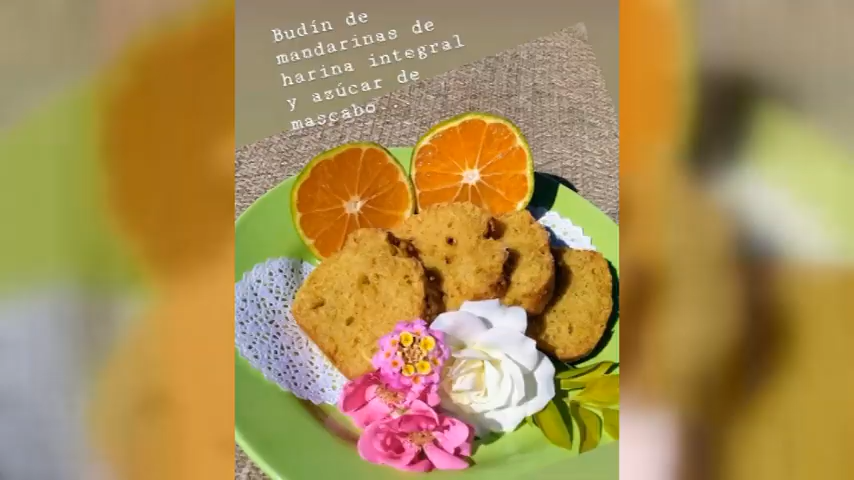 Budín de
mandarinas de
harina integral
y azúcar de
mascabo...